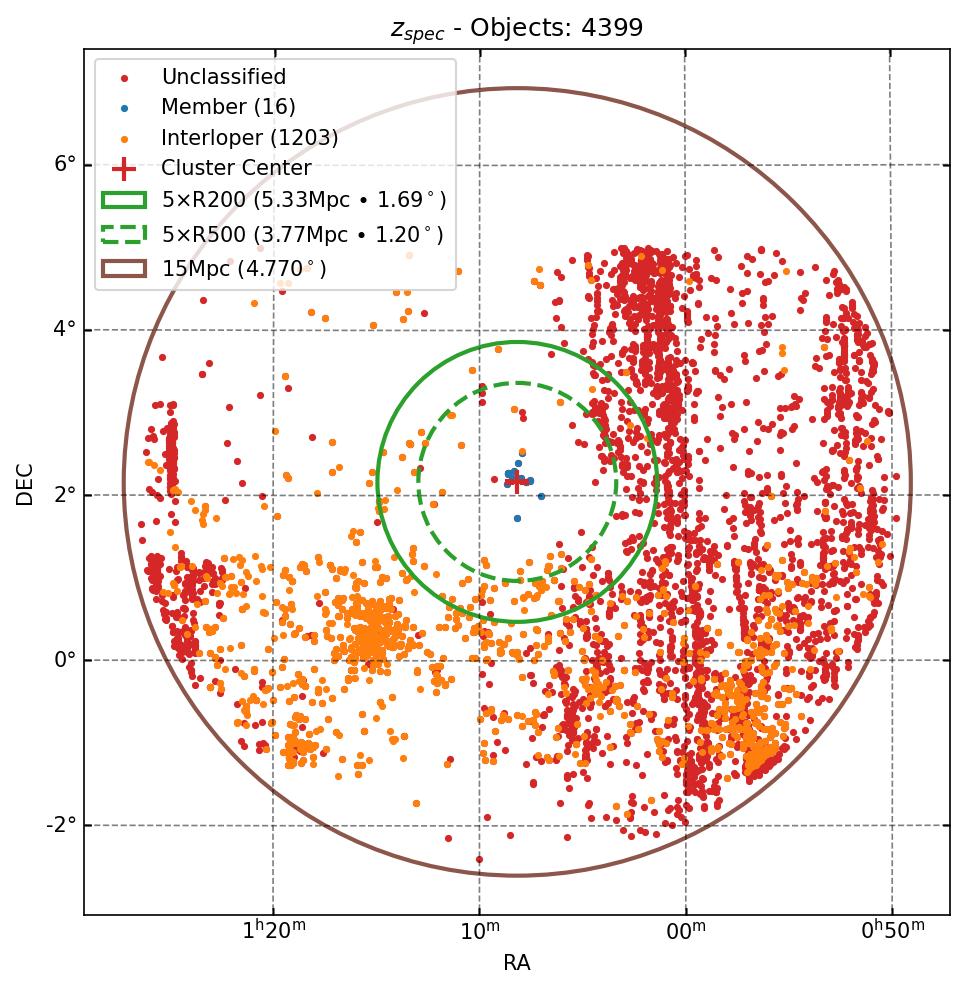 z_spec - Objects: 4399
Unclassified
Member (16)
Interloper (1203)
Cluster Center
5×R200 (5.33Mpc • 1.69°)
5×R500 (3.77Mpc • 1.20°)
15Mpc (4.770°)
6°
4°
2°
0°
-2°
DEC
1h20m 10m 00m 0h50m
RA